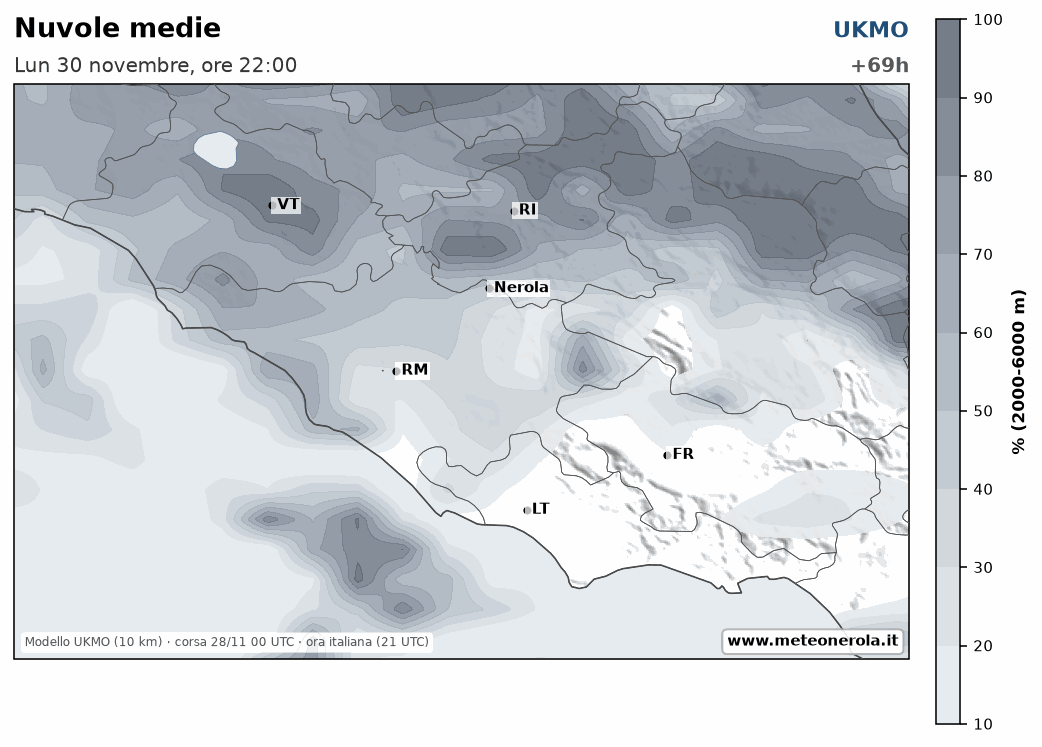 Nuvole medie
UKMO
Lun 30 novembre, ore 22:00
+69h
100
90
80
70
60
50
40
30
20
10
% (2000-6000 m)
VT
RI
Nerola
RM
FR
LT
Modello UKMO (10 km) · corsa 28/11 00 UTC · ora italiana (21 UTC)
www.meteonerola.it